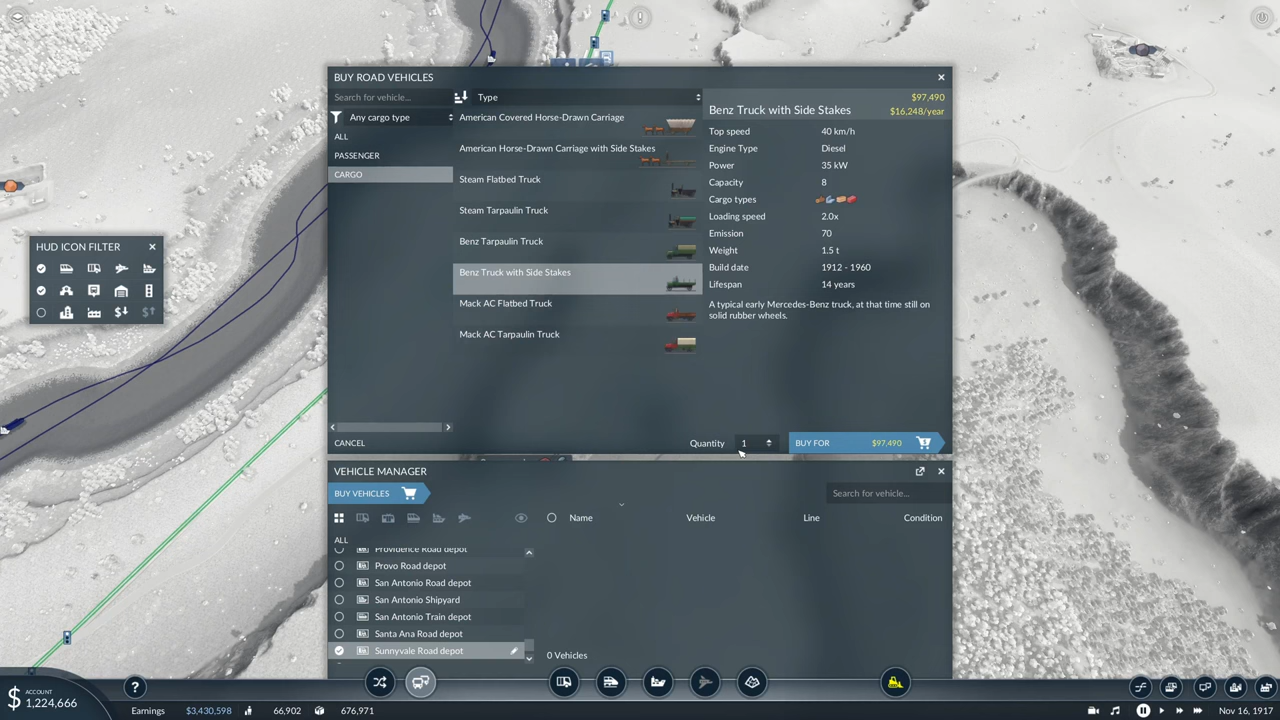 BUY ROAD VEHICLES
Search for vehicle...
Type
Any cargo type
ALL
PASSENGER
CARGO
American Covered Horse-Drawn Carriage
American Horse-Drawn Carriage with Side Stakes
Steam Flatbed Truck
Steam Tarpaulin Truck
Benz Tarpaulin Truck
Benz Truck with Side Stakes
Mack AC Flatbed Truck
Mack AC Tarpaulin Truck
$97,490
Benz Truck with Side Stakes
$16,248/year
Top speed 40 km/h
Engine Type Diesel
Power 35 kW
Capacity 8
Cargo types
Loading speed 2.0x
Emission 70
Weight 1.5 t
Build date 1912 - 1960
Lifespan 14 years
A typical early Mercedes-Benz truck, at that time still on
solid rubber wheels.
CANCEL
Quantity 1
BUY FOR $97,490
HUD ICON FILTER
VEHICLE MANAGER
BUY VEHICLES
Search for vehicle...
Name Vehicle Line Condition
ALL
Providence Road depot
Provo Road depot
San Antonio Road depot
San Antonio Shipyard
San Antonio Train depot
Santa Ana Road depot
Sunnyvale Road depot
0 Vehicles
$ ACCOUNT
1,224,666
?
Earnings $3,430,598 66,902 676,971
Nov 16, 1917